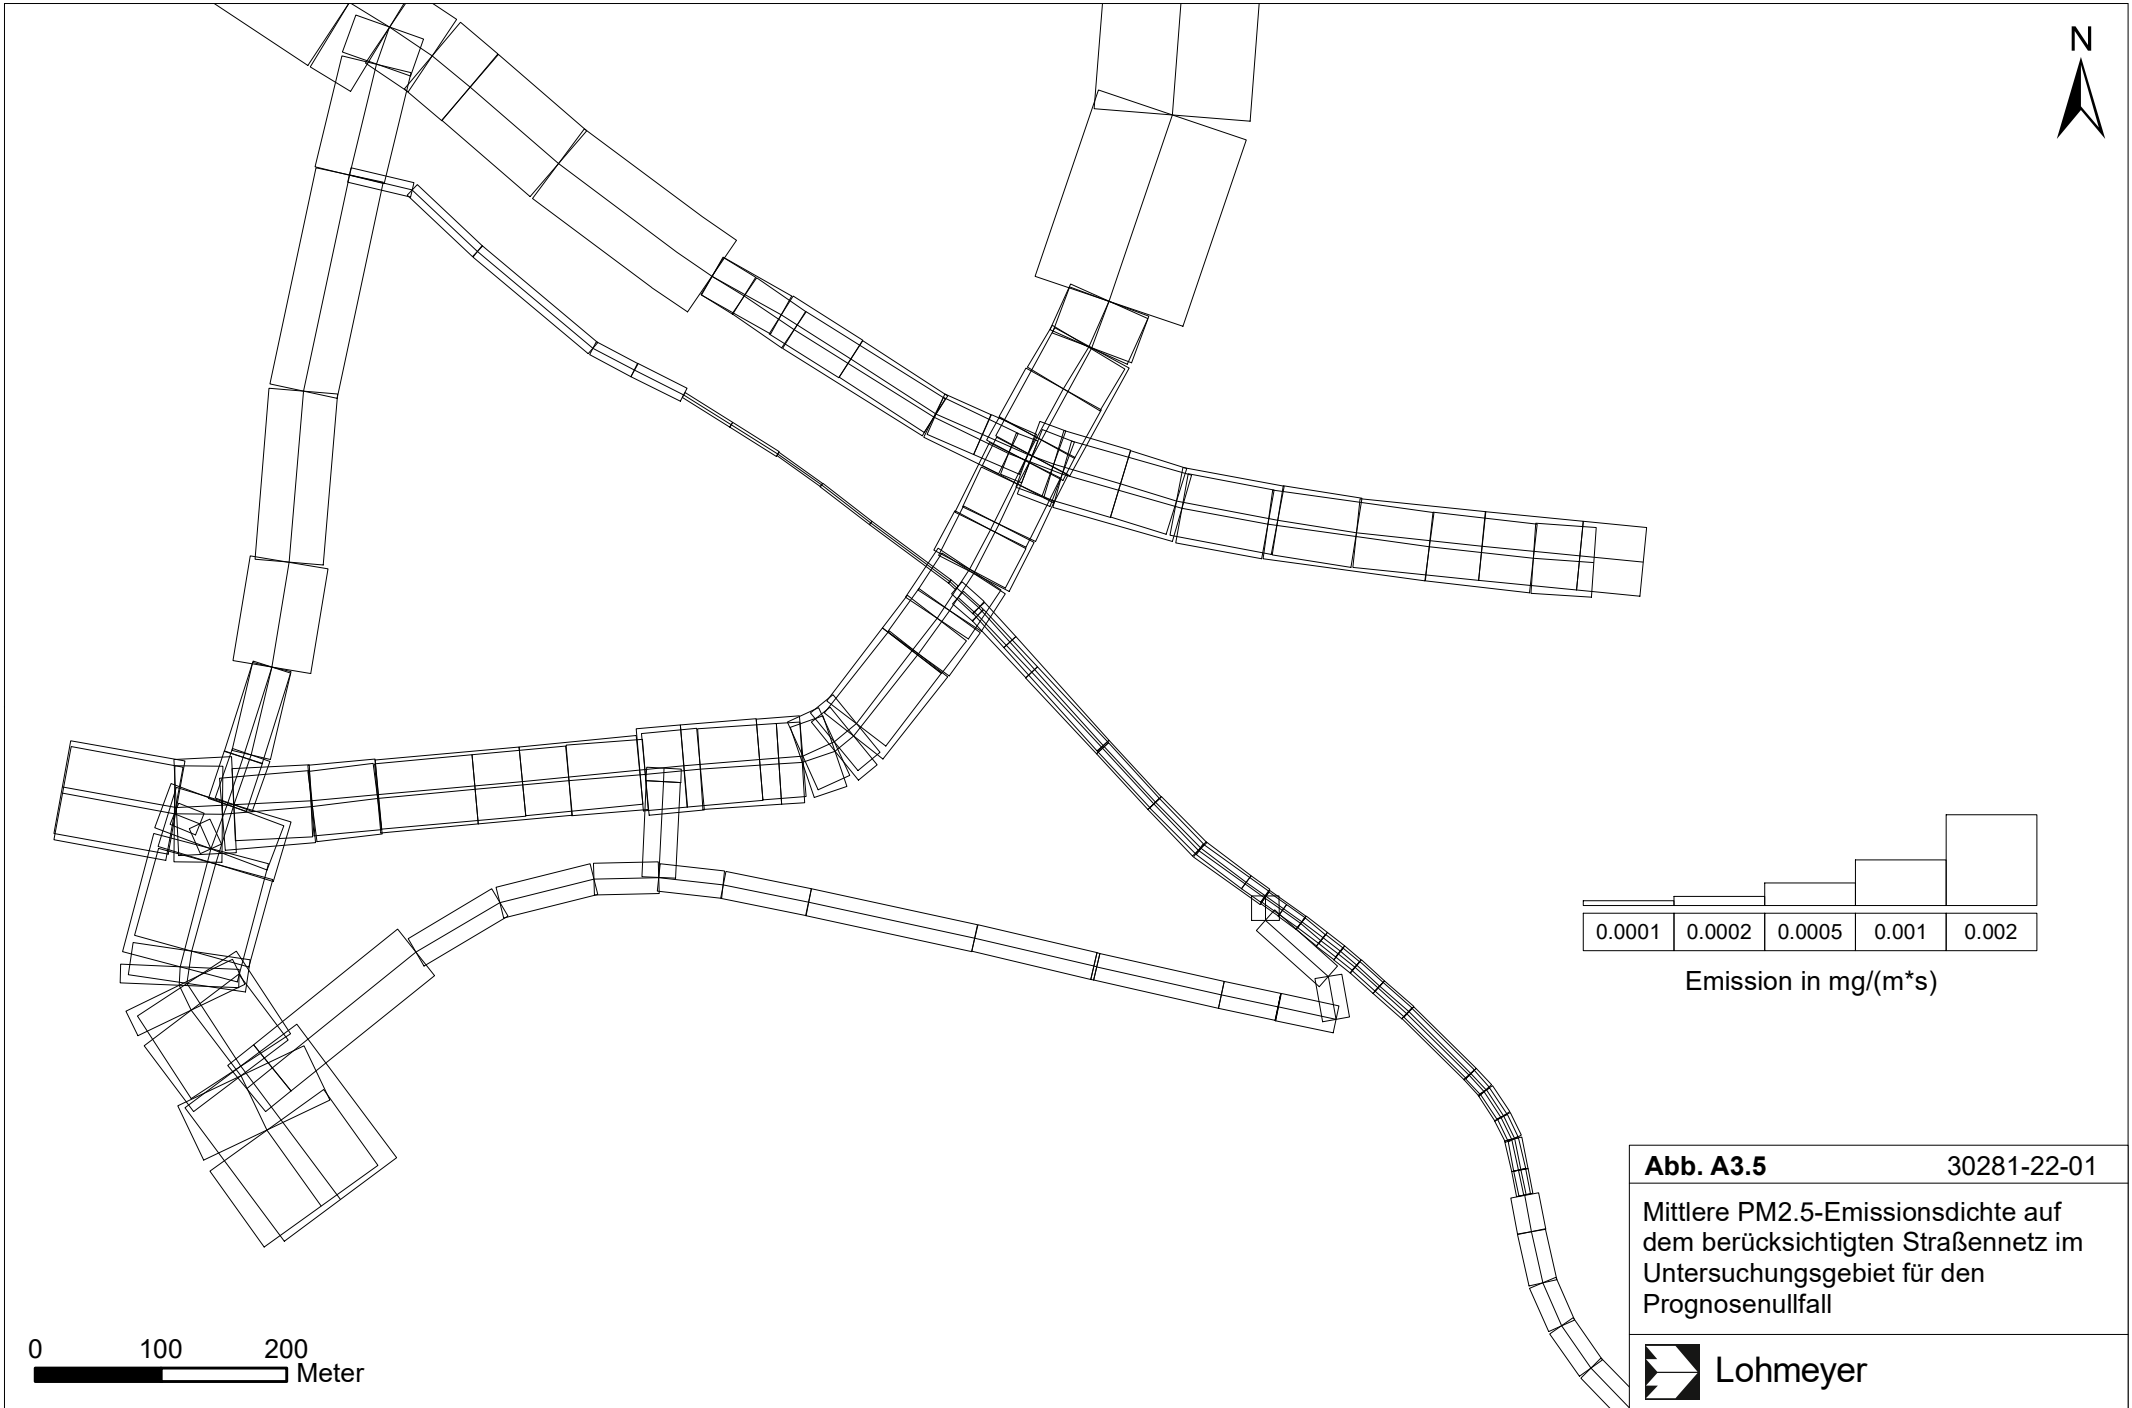 N
0.0001 0.0002 0.0005 0.001 0.002
Emission in mg/(m*s)
Abb. A3.5 30281-22-01
Mittlere PM2.5-Emissionsdichte auf
dem berücksichtigten Straßennetz im
Untersuchungsgebiet für den
Prognosenullfall
0 100 200
Meter
Lohmeyer